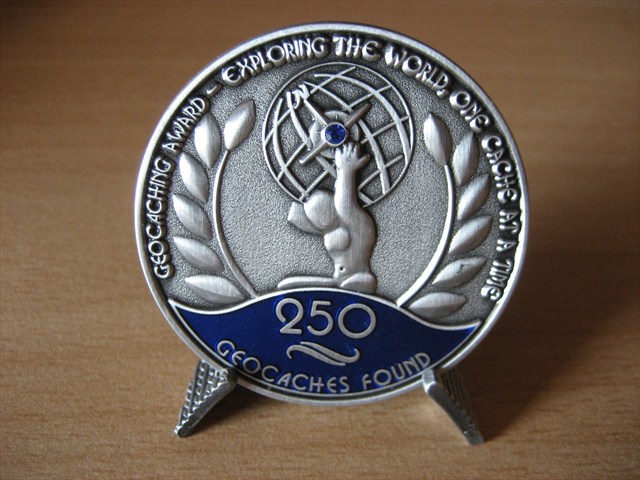 GEOCACHING AWARD - EXPLORING THE WORLD, ONE CACHE AT A TIME
250
GEOCACHES FOUND